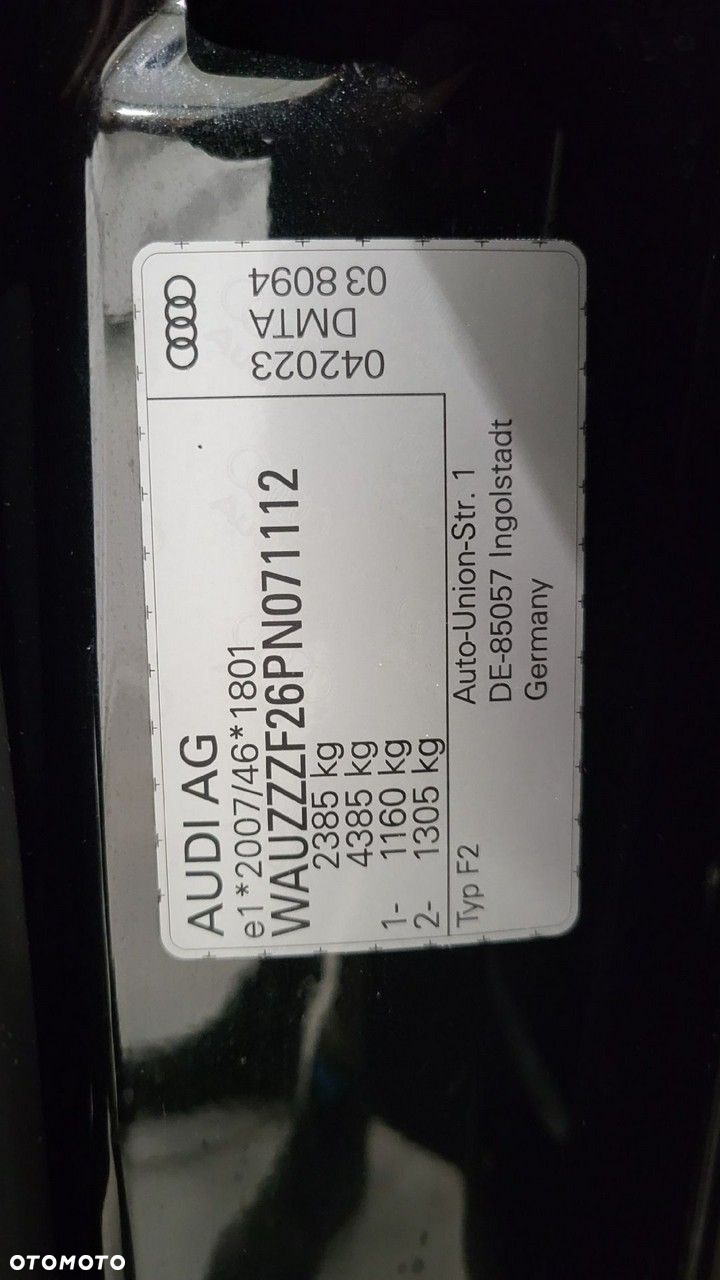 AUDI AG
e1*2007/46*1801
WAUZZZF26PN071112
2385 kg
4385 kg
1- 1160 kg
2- 1305 kg
Typ F2
Auto-Union-Str. 1
DE-85057 Ingolstadt
Germany
042023
DMTA
03 8094
OTOMOTO